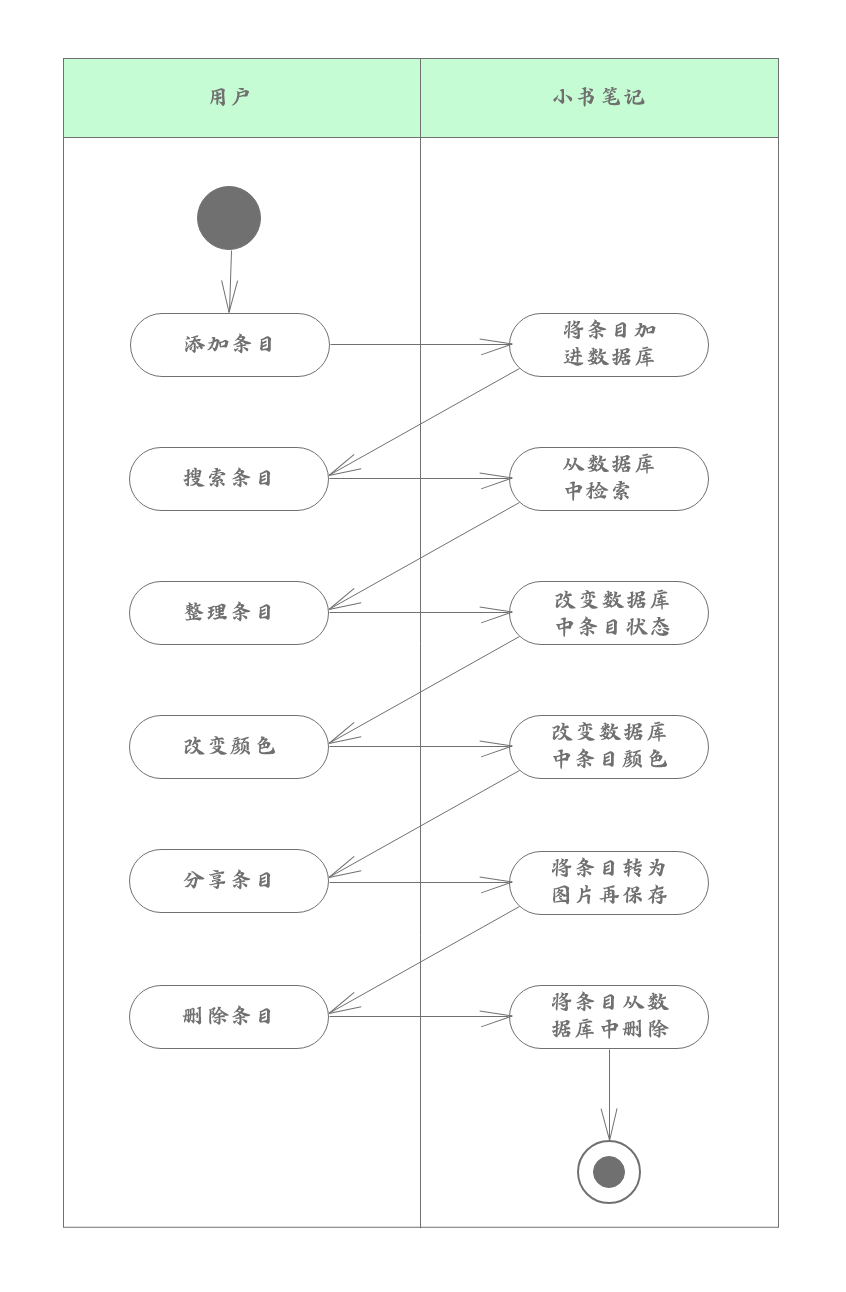 用户
小书笔记
添加条目
将条目加
进数据库
搜索条目
从数据库
中检索
整理条目
改变数据库
中条目状态
改变颜色
改变数据库
中条目颜色
分享条目
将条目转为
图片再保存
删除条目
将条目从数
据库中删除